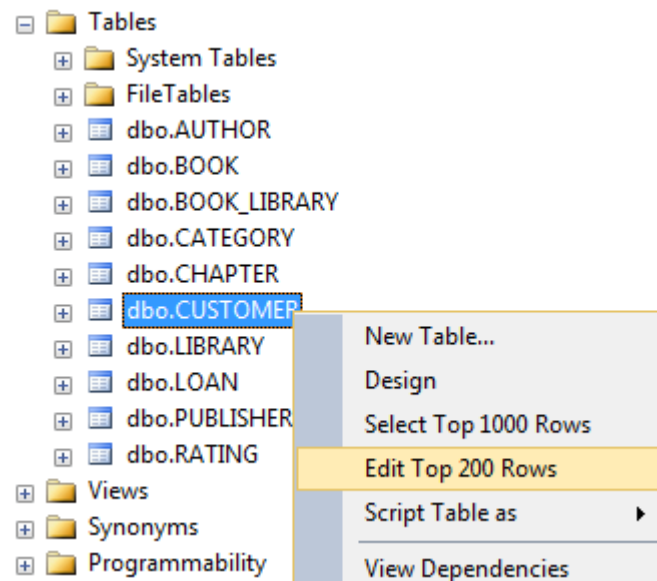 Tables
System Tables
FileTables
dbo.AUTHOR
dbo.BOOK
dbo.BOOK_LIBRARY
dbo.CATEGORY
dbo.CHAPTER
dbo.CUSTOMER
dbo.LIBRARY
dbo.LOAN
dbo.PUBLISHER
dbo.RATING
Views
Synonyms
Programmability
New Table...
Design
Select Top 1000 Rows
Edit Top 200 Rows
Script Table as
View Dependencies